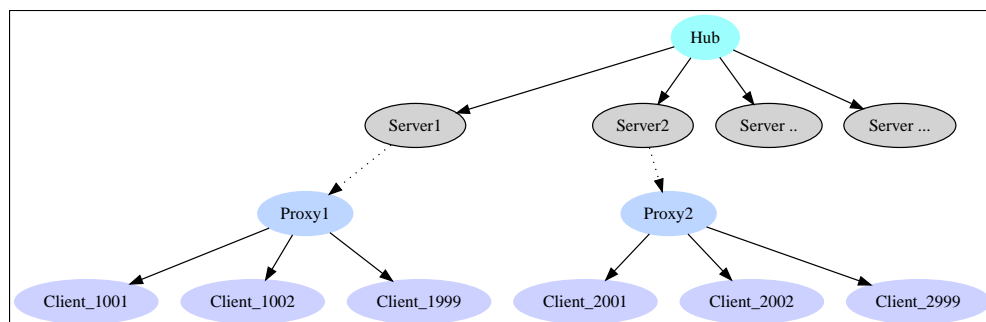 Hub
Server1
Server2
Server ..
Server ...
Proxy1
Proxy2
Client_1001
Client_1002
Client_1999
Client_2001
Client_2002
Client_2999